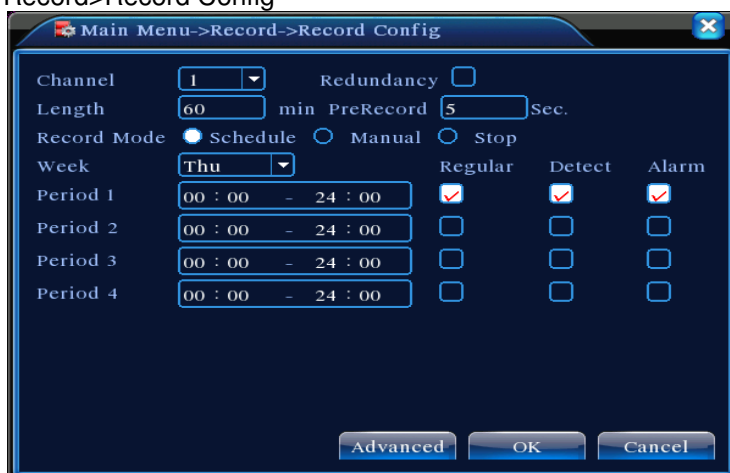 Record>Record Config
Main Menu->Record->Record Config
Channel 1 Redundancy
Length 60 min PreRecord 5 Sec.
Record Mode Schedule Manual Stop
Week Thu Regular Detect Alarm
Period 1 00 : 00 - 24 : 00
Period 2 00 : 00 - 24 : 00
Period 3 00 : 00 - 24 : 00
Period 4 00 : 00 - 24 : 00
Advanced OK Cancel